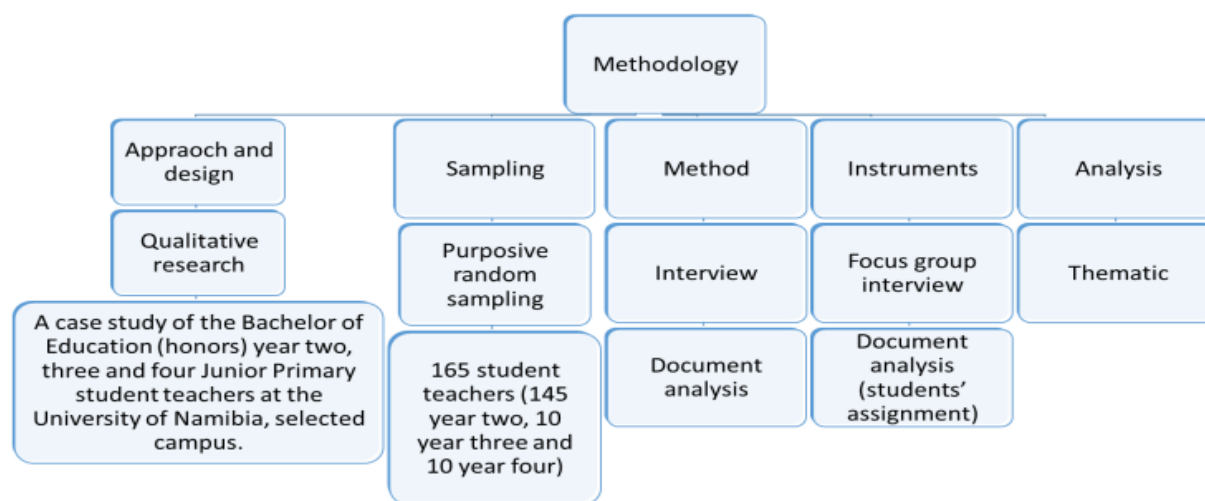 Methodology
Appraoch and
design
Qualitative
research
A case study of the Bachelor of
Education (honors) year two,
three and four Junior Primary
student teachers at the
University of Namibia, selected
campus.
Sampling
Purposive
random
sampling
165 student
teachers (145
year two, 10
year three and
10 year four)
Method
Interview
Document
analysis
Instruments
Focus group
interview
Document
analysis
(students’
assignment)
Analysis
Thematic